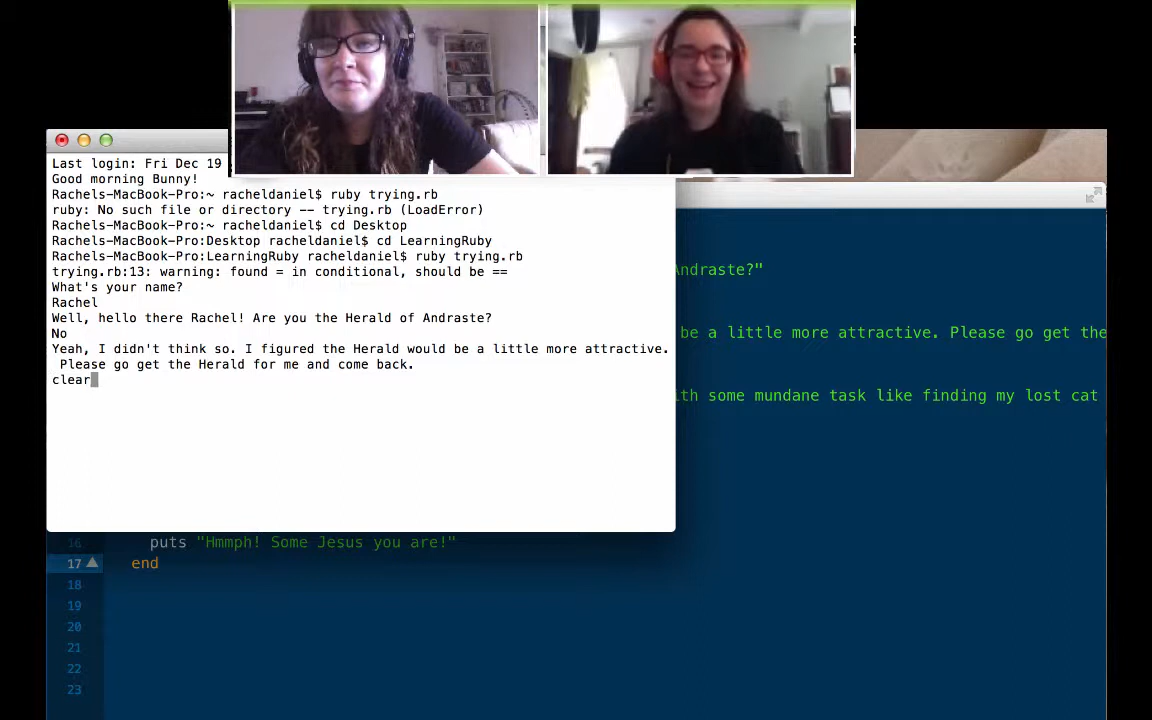 Last login: Fri Dec 19
Good morning Bunny!
Rachels-MacBook-Pro:~ racheldaniel$ ruby trying.rb
ruby: No such file or directory -- trying.rb (LoadError)
Rachels-MacBook-Pro:~ racheldaniel$ cd Desktop
Rachels-MacBook-Pro:Desktop racheldaniel$ cd LearningRuby
Rachels-MacBook-Pro:LearningRuby racheldaniel$ ruby trying.rb
trying.rb:13: warning: found = in conditional, should be ==
What's your name?
Rachel
Well, hello there Rachel! Are you the Herald of Andraste?
No
Yeah, I didn't think so. I figured the Herald would be a little more attractive.
Please go get the Herald for me and come back.
clear
Andraste?"
be a little more attractive. Please go get the
ith some mundane task like finding my lost cat
16 puts "Hmmph! Some Jesus you are!"
17 end
18
19
20
21
22
23